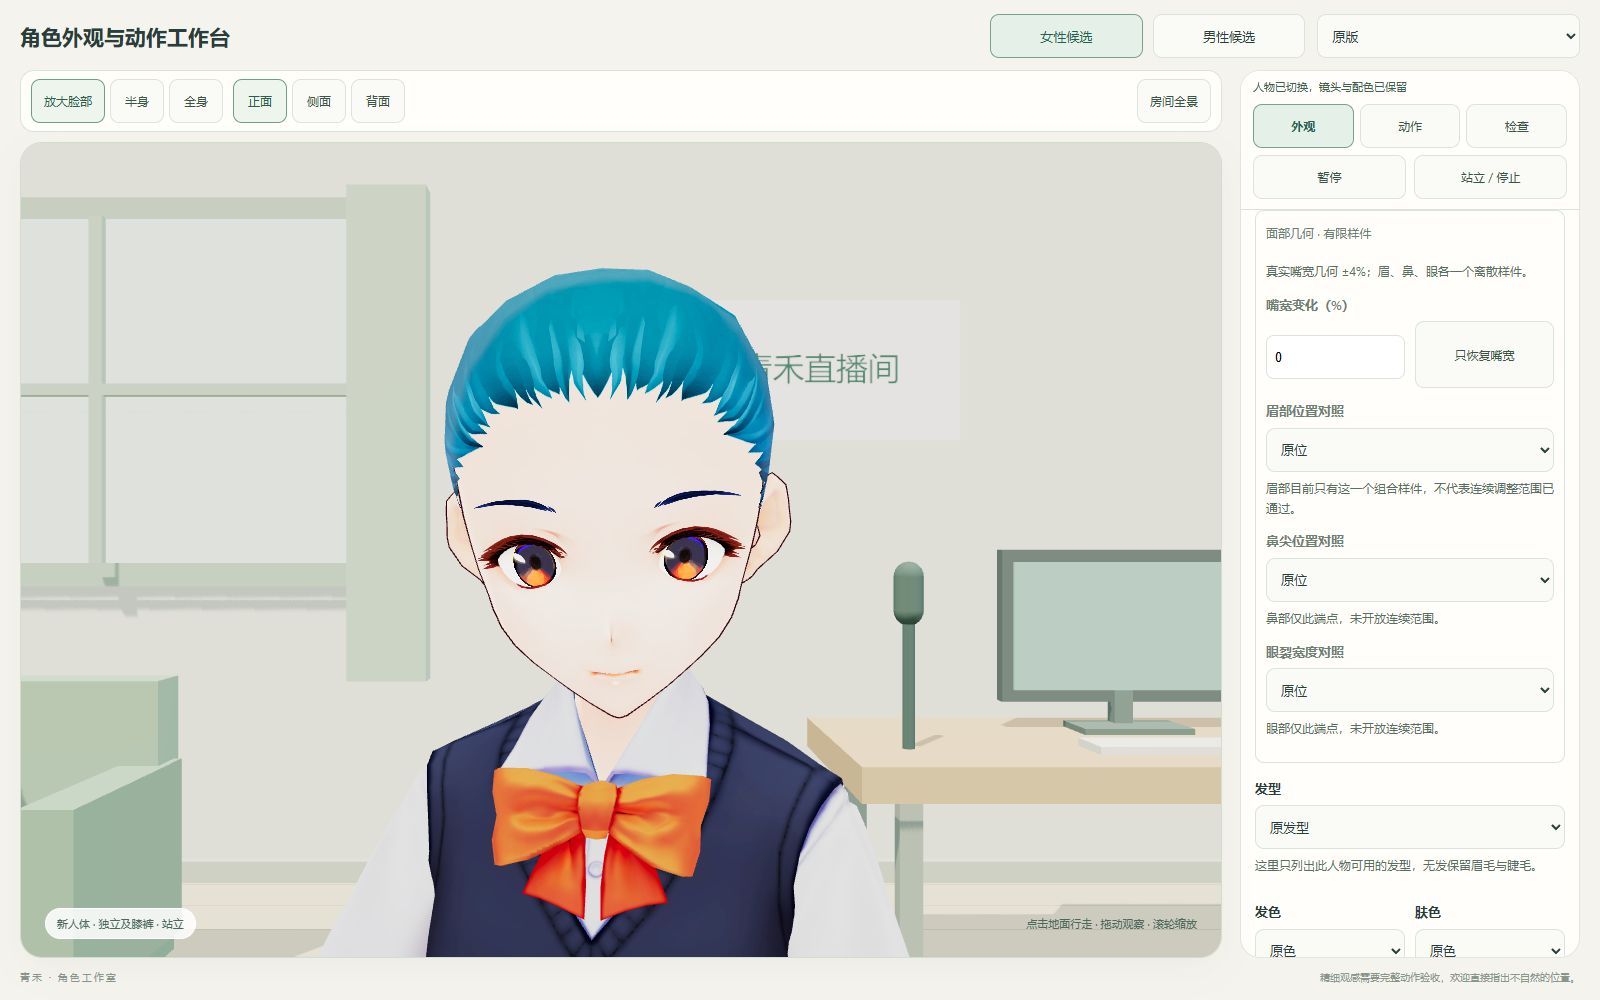 角色外观与动作工作台
女性候选
男性候选
原版
放大脸部
半身
全身
正面
侧面
背面
房间全景
人物已切换，镜头与配色已保留
外观
动作
检查
暂停
站立 / 停止
面部几何 · 有限样件
真实嘴宽几何 ±4%；眉、鼻、眼各一个离散样件。
嘴宽变化（%）
0
只恢复嘴宽
眉部位置对照
原位
眉部目前只有这一个组合样件，不代表连续调整范围已
通过。
鼻尖位置对照
原位
鼻部仅此端点，未开放连续范围。
眼裂宽度对照
原位
眼部仅此端点，未开放连续范围。
发型
原发型
这里只列出此人物可用的发型，无发保留眉毛与睫毛。
发色
肤色
原色
原色
禾直播间
新人体 · 独立及膝裤 · 站立
点击地面行走 · 拖动观察 · 滚轮缩放
青禾 · 角色工作室
精细观感需要完整动作验收，欢迎直接指出不自然的位置。